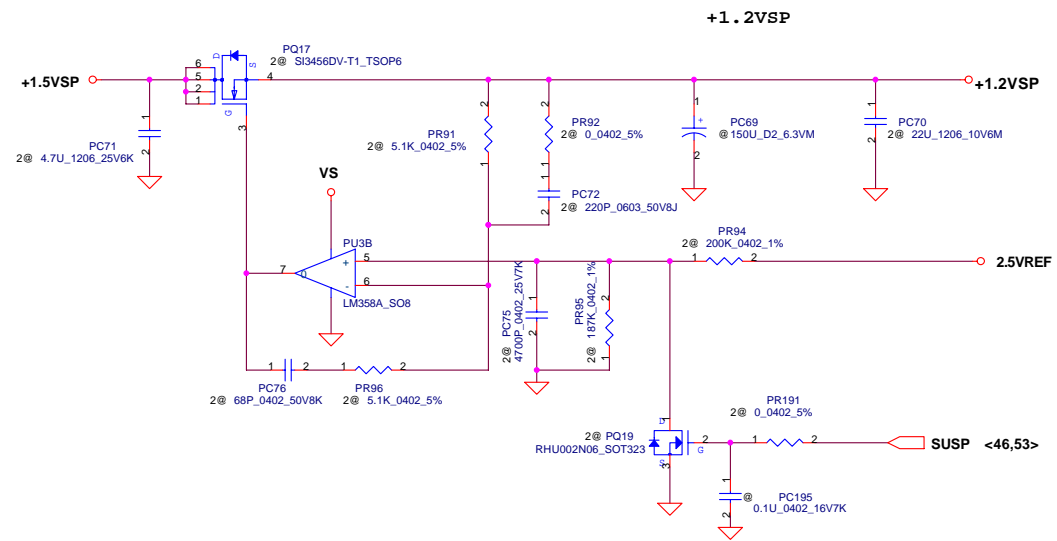 +1.2VSP
PQ17
2@ SI3456DV-T1_TSOP6
D
S
G
6
5
2
1
4
3
+1.5VSP
+1.2VSP
1
2
PC71
2@ 4.7U_1206_25V6K
2
1
PR91
2@ 5.1K_0402_5%
2
1
PR92
2@ 0_0402_5%
1
2
PC72
2@ 220P_0603_50V8J
1
+
2
PC69
@ 150U_D2_6.3VM
1
2
PC70
2@ 22U_1206_10V6M
VS
PU3B
7
O
+
-
5
6
LM358A_SO8
PR94
2@ 200K_0402_1%
1
2
2.5VREF
1
2
PC75
2@ 4700P_0402_25V7K
2
1
PR95
2@ 187K_0402_1%
1
2
PC76
2@ 68P_0402_50V8K
1
2
PR96
2@ 5.1K_0402_5%
2@ PQ19
RHU002N06_SOT323
D
1
S
3
2
G
PR191
2@ 0_0402_5%
1
2
SUSP <46,53>
1
2
@
PC195
0.1U_0402_16V7K